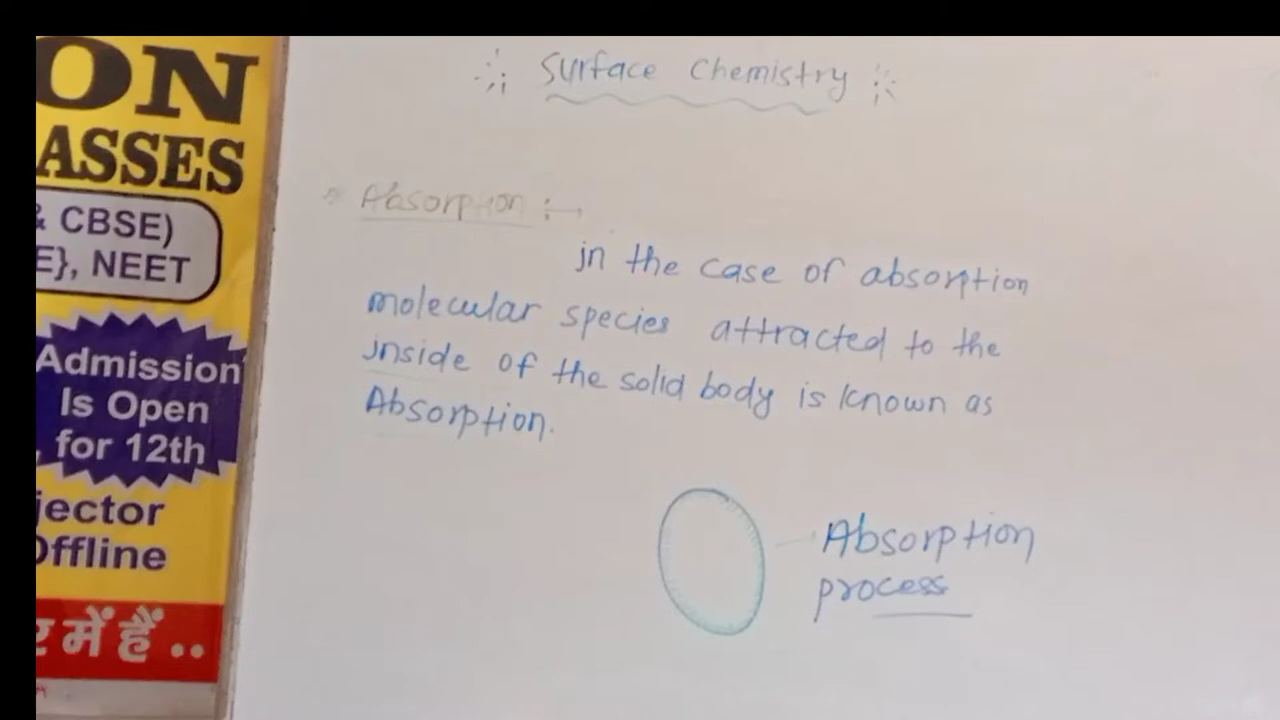 ON
ASSES
& CBSE)
E}, NEET
Admission
Is Open
for 12th
jector
Offline
र में हैं ..
Surface Chemistry
Absorption :→
in the case of absorption
molecular species attracted to the
inside of the solid body is known as
Absorption.
Absorption
process